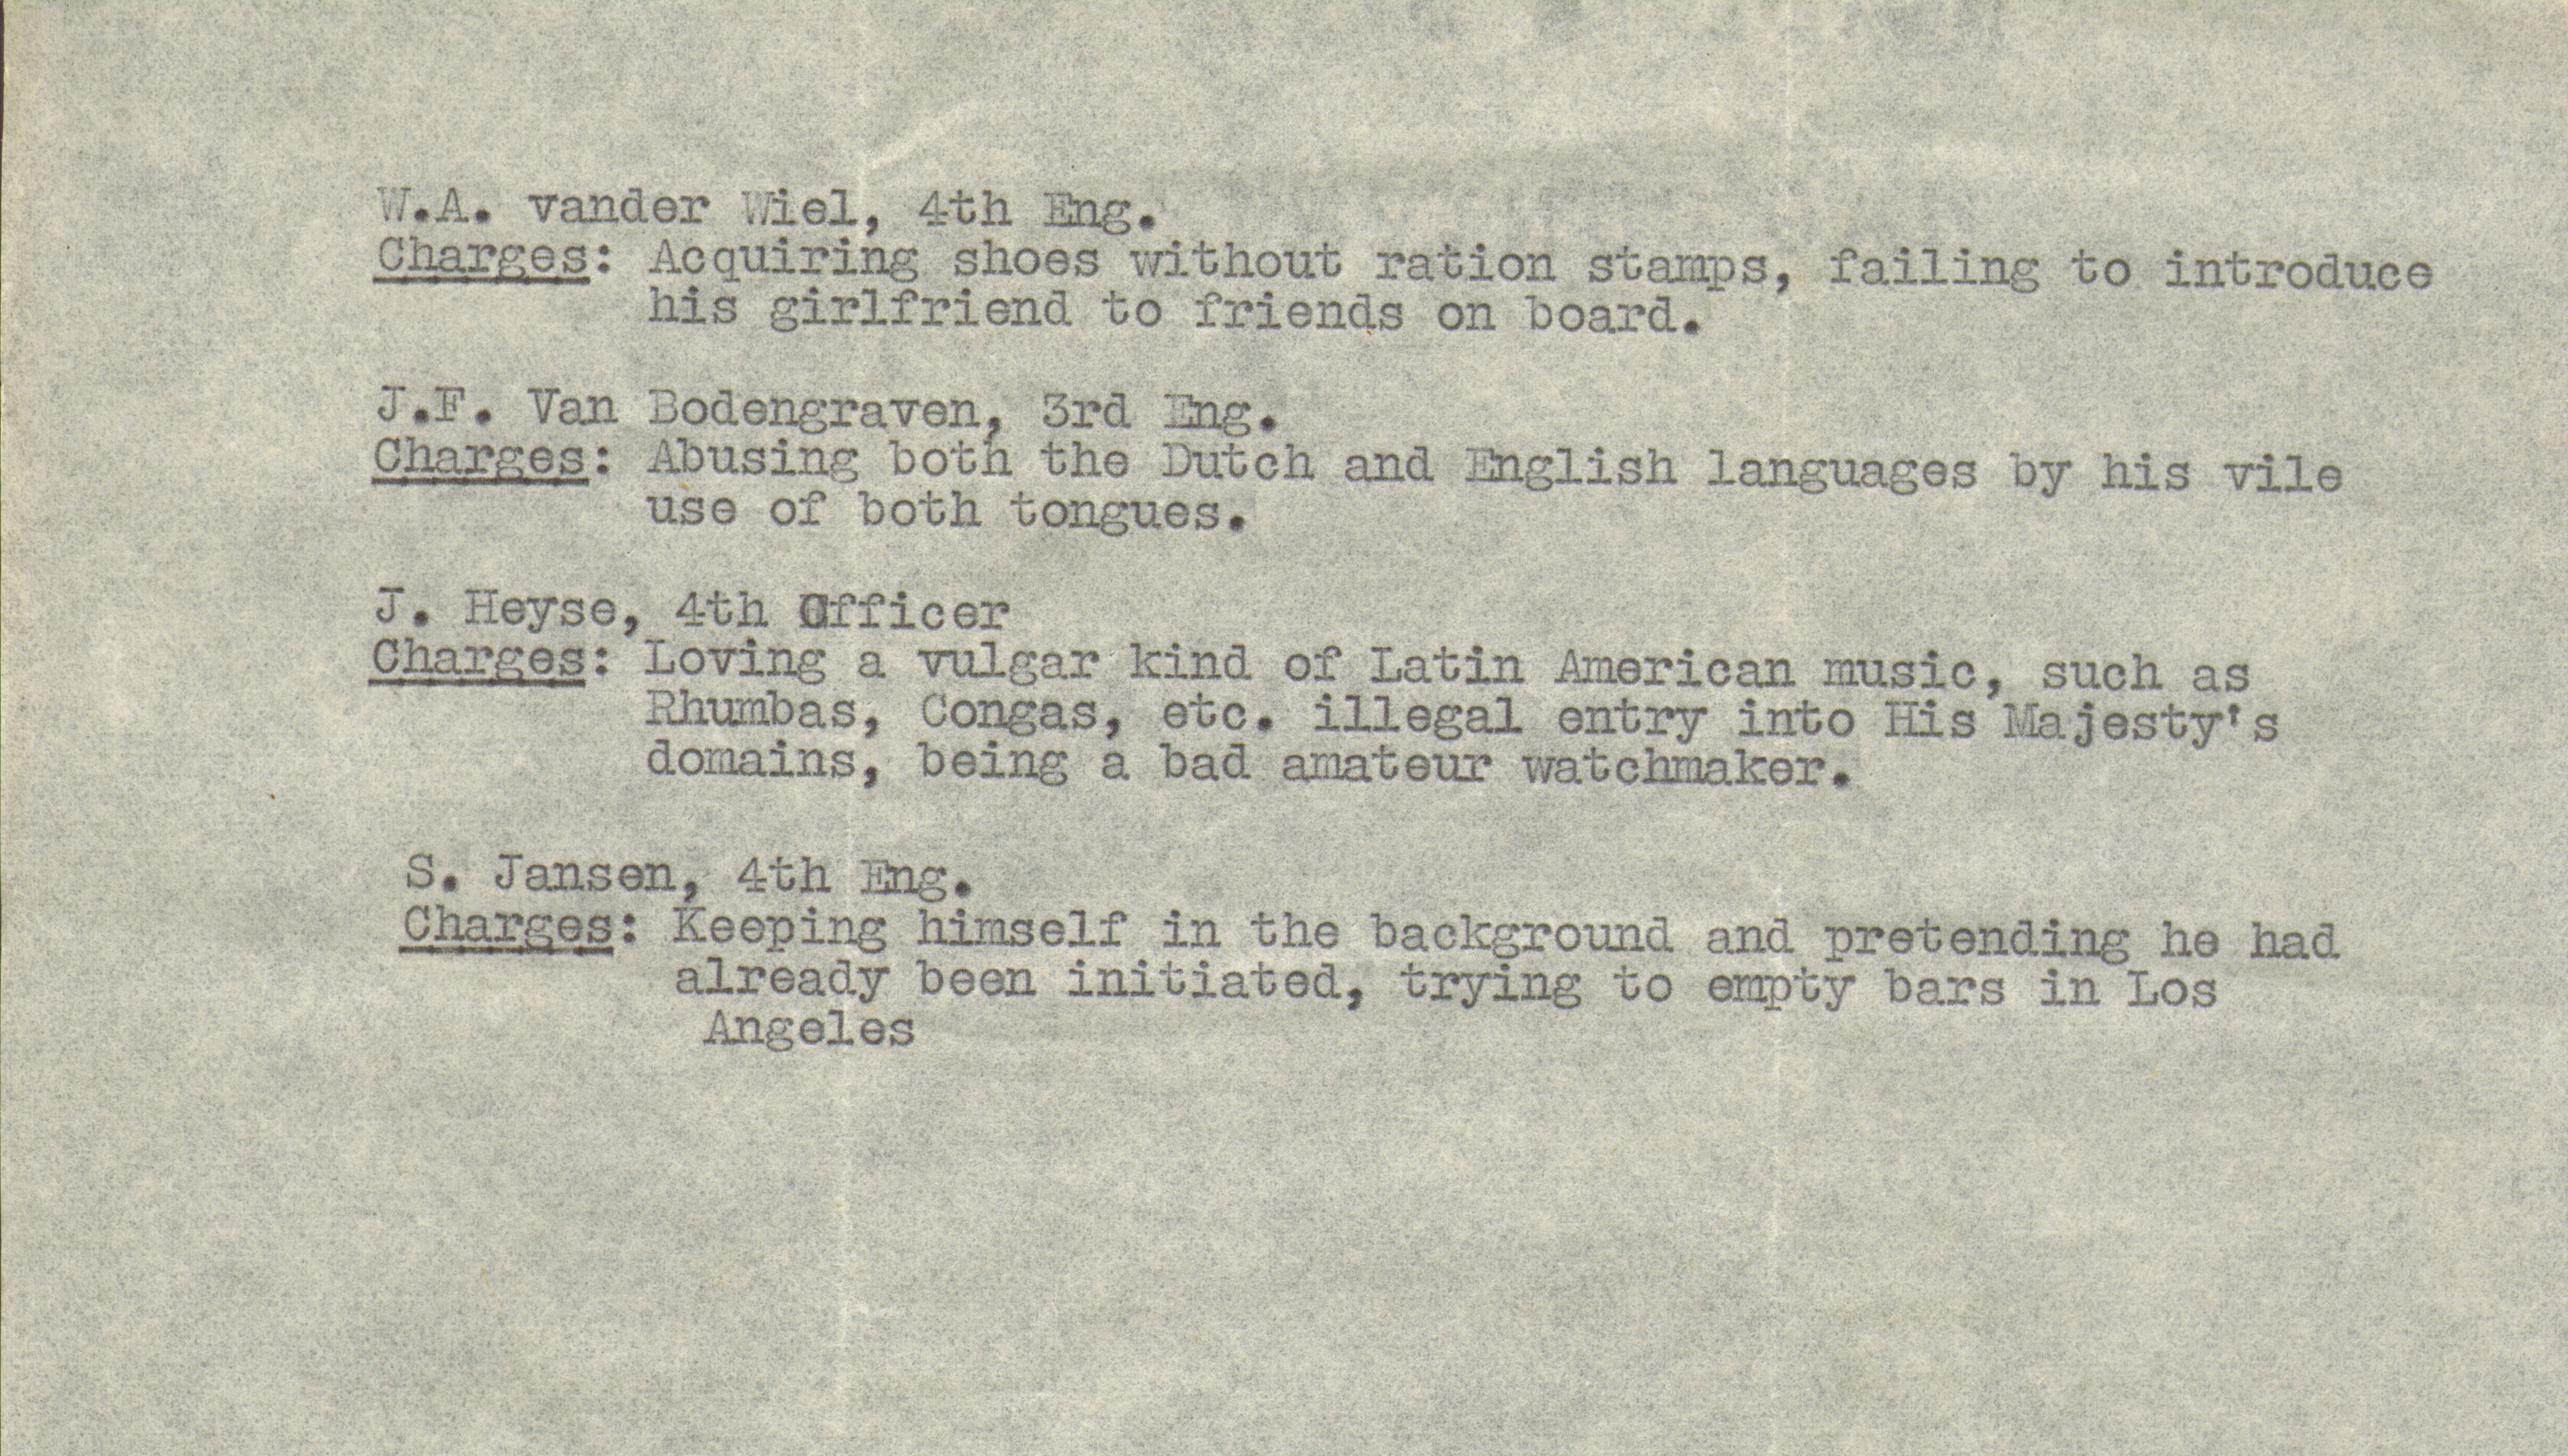 W.A. vander Wiel, 4th Eng.
Charges: Acquiring shoes without ration stamps, failing to introduce
his girlfriend to friends on board.
J.F. Van Bodengraven, 3rd Eng.
Charges: Abusing both the Dutch and English languages by his vile
use of both tongues.
J. Heyse, 4th Officer
Charges: Loving a vulgar kind of Latin American music, such as
Rhumbas, Congas, etc. illegal entry into His Majesty's
domains, being a bad amateur watchmaker.
S. Jansen, 4th Eng.
Charges: Keeping himself in the background and pretending he had
already been initiated, trying to empty bars in Los
Angeles